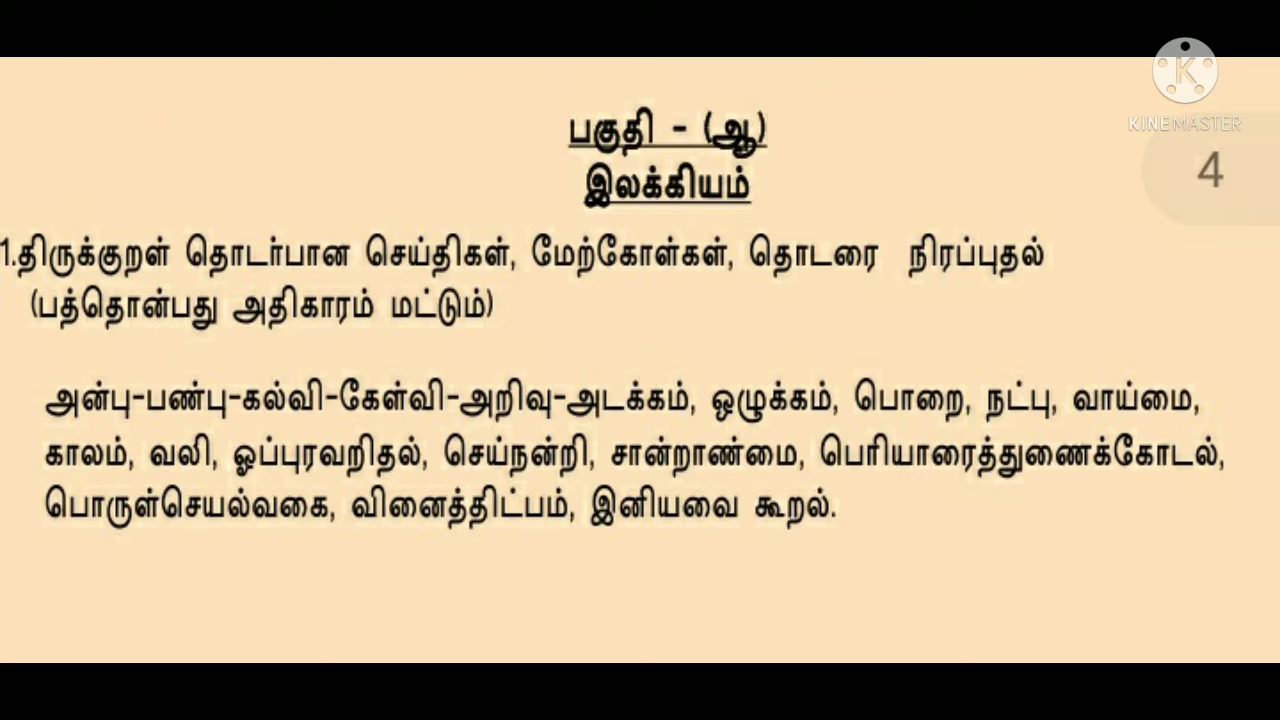 பகுதி - (ஆ)
இலக்கியம்
KINEMASTER
4
1.திருக்குறள் தொடர்பான செய்திகள், மேற்கோள்கள், தொடரை நிரப்புதல்
(பத்தொன்பது அதிகாரம் மட்டும்)
அன்பு-பண்பு-கல்வி-கேள்வி-அறிவு-அடக்கம், ஒழுக்கம், பொறை, நட்பு, வாய்மை,
காலம், வலி, ஓப்புரவறிதல், செய்நன்றி, சான்றாண்மை, பெரியாரைத்துணைக்கோடல்,
பொருள்செயல்வகை, வினைத்திட்பம், இனியவை கூறல்.